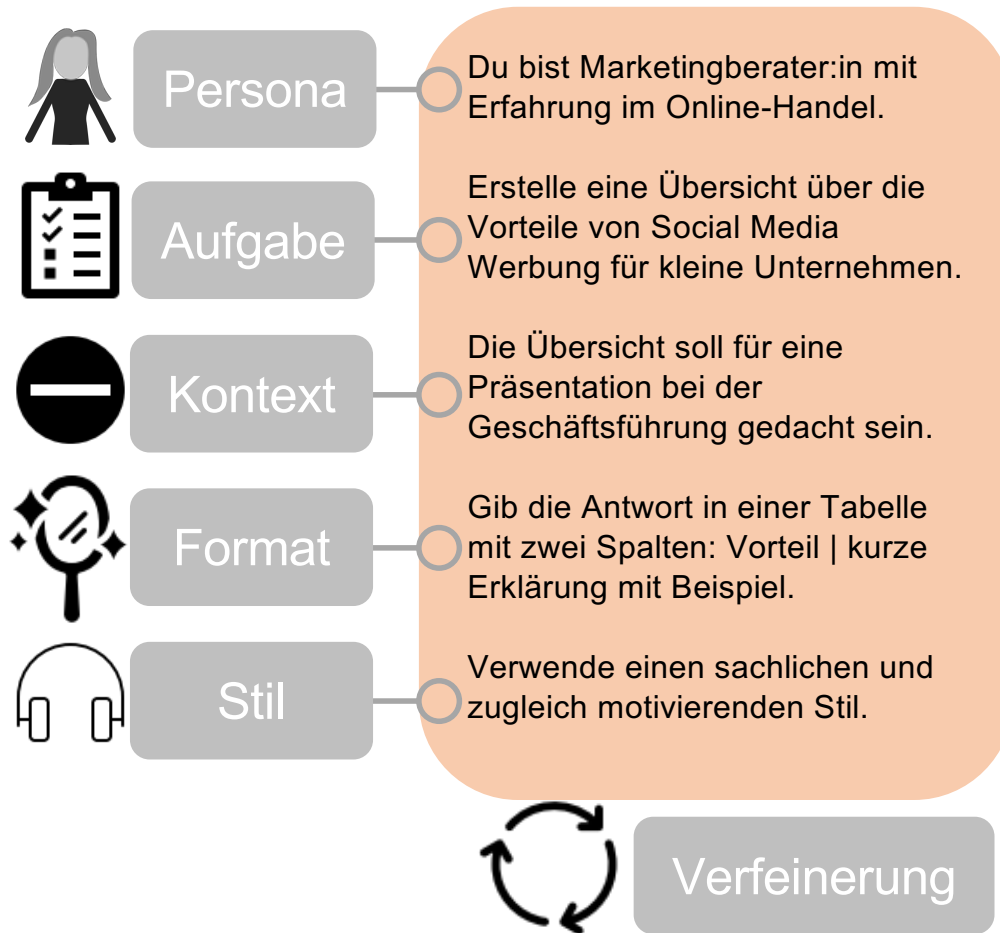 Persona
Du bist Marketingberater:in mit
Erfahrung im Online-Handel.
Aufgabe
Erstelle eine Übersicht über die
Vorteile von Social Media
Werbung für kleine Unternehmen.
Kontext
Die Übersicht soll für eine
Präsentation bei der
Geschäftsführung gedacht sein.
Format
Gib die Antwort in einer Tabelle
mit zwei Spalten: Vorteil | kurze
Erklärung mit Beispiel.
Stil
Verwende einen sachlichen und
zugleich motivierenden Stil.
Verfeinerung